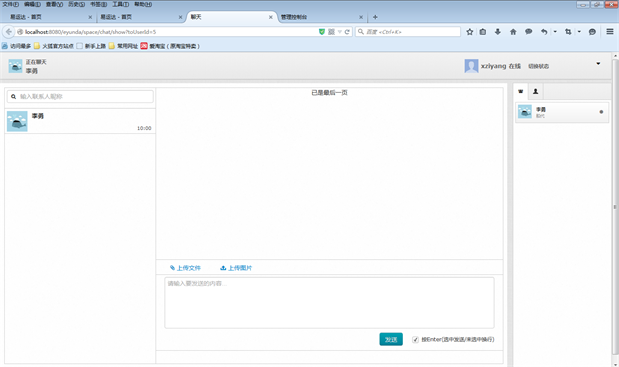 文件(F) 编辑(E) 查看(V) 历史(S) 书签(B) 工具(T) 帮助(H)
易运达 - 首页 易运达 - 首页 聊天 管理控制台
localhost:8080/eyunda/space/chat/show?toUserId=5
百度 <Ctrl+K>
访问最多 火狐官方站点 新手上路 常用网址 爱淘宝（原淘宝特卖）
正在聊天
李勇
xziyang 在线 切换状态
输入联系人昵称
李勇
10:00
已是最后一页
李勇
上传文件 上传图片
请输入要发送的内容...
发送 按Enter(选中发送/未选中换行)